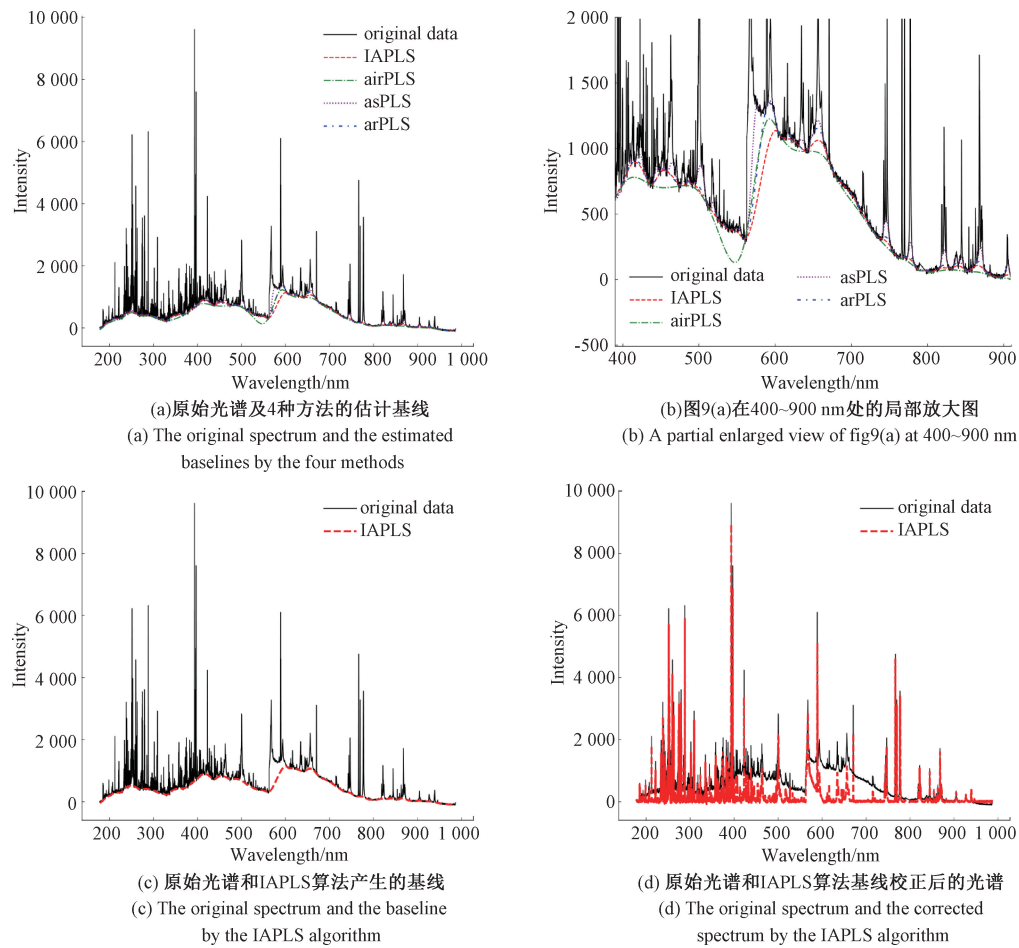 10 000
8 000
6 000
4 000
2 000
0
Intensity
original data
IAPLS
airPLS
asPLS
arPLS
200 300 400 500 600 700 800 900 1 000
Wavelength/nm
(a)原始光谱及4种方法的估计基线
(a) The original spectrum and the estimated
baselines by the four methods
2 000
1 500
1 000
500
0
-500
Intensity
original data
IAPLS
airPLS
asPLS
arPLS
400 500 600 700 800 900
Wavelength/nm
(b)图9(a)在400~900 nm处的局部放大图
(b) A partial enlarged view of fig9(a) at 400~900 nm
10 000
8 000
6 000
4 000
2 000
0
Intensity
original data
IAPLS
200 300 400 500 600 700 800 900 1 000
Wavelength/nm
(c) 原始光谱和IAPLS算法产生的基线
(c) The original spectrum and the baseline
by the IAPLS algorithm
10 000
8 000
6 000
4 000
2 000
0
Intensity
original data
IAPLS
200 300 400 500 600 700 800 900 1 000
Wavelength/nm
(d) 原始光谱和IAPLS算法基线校正后的光谱
(d) The original spectrum and the corrected
spectrum by the IAPLS algorithm